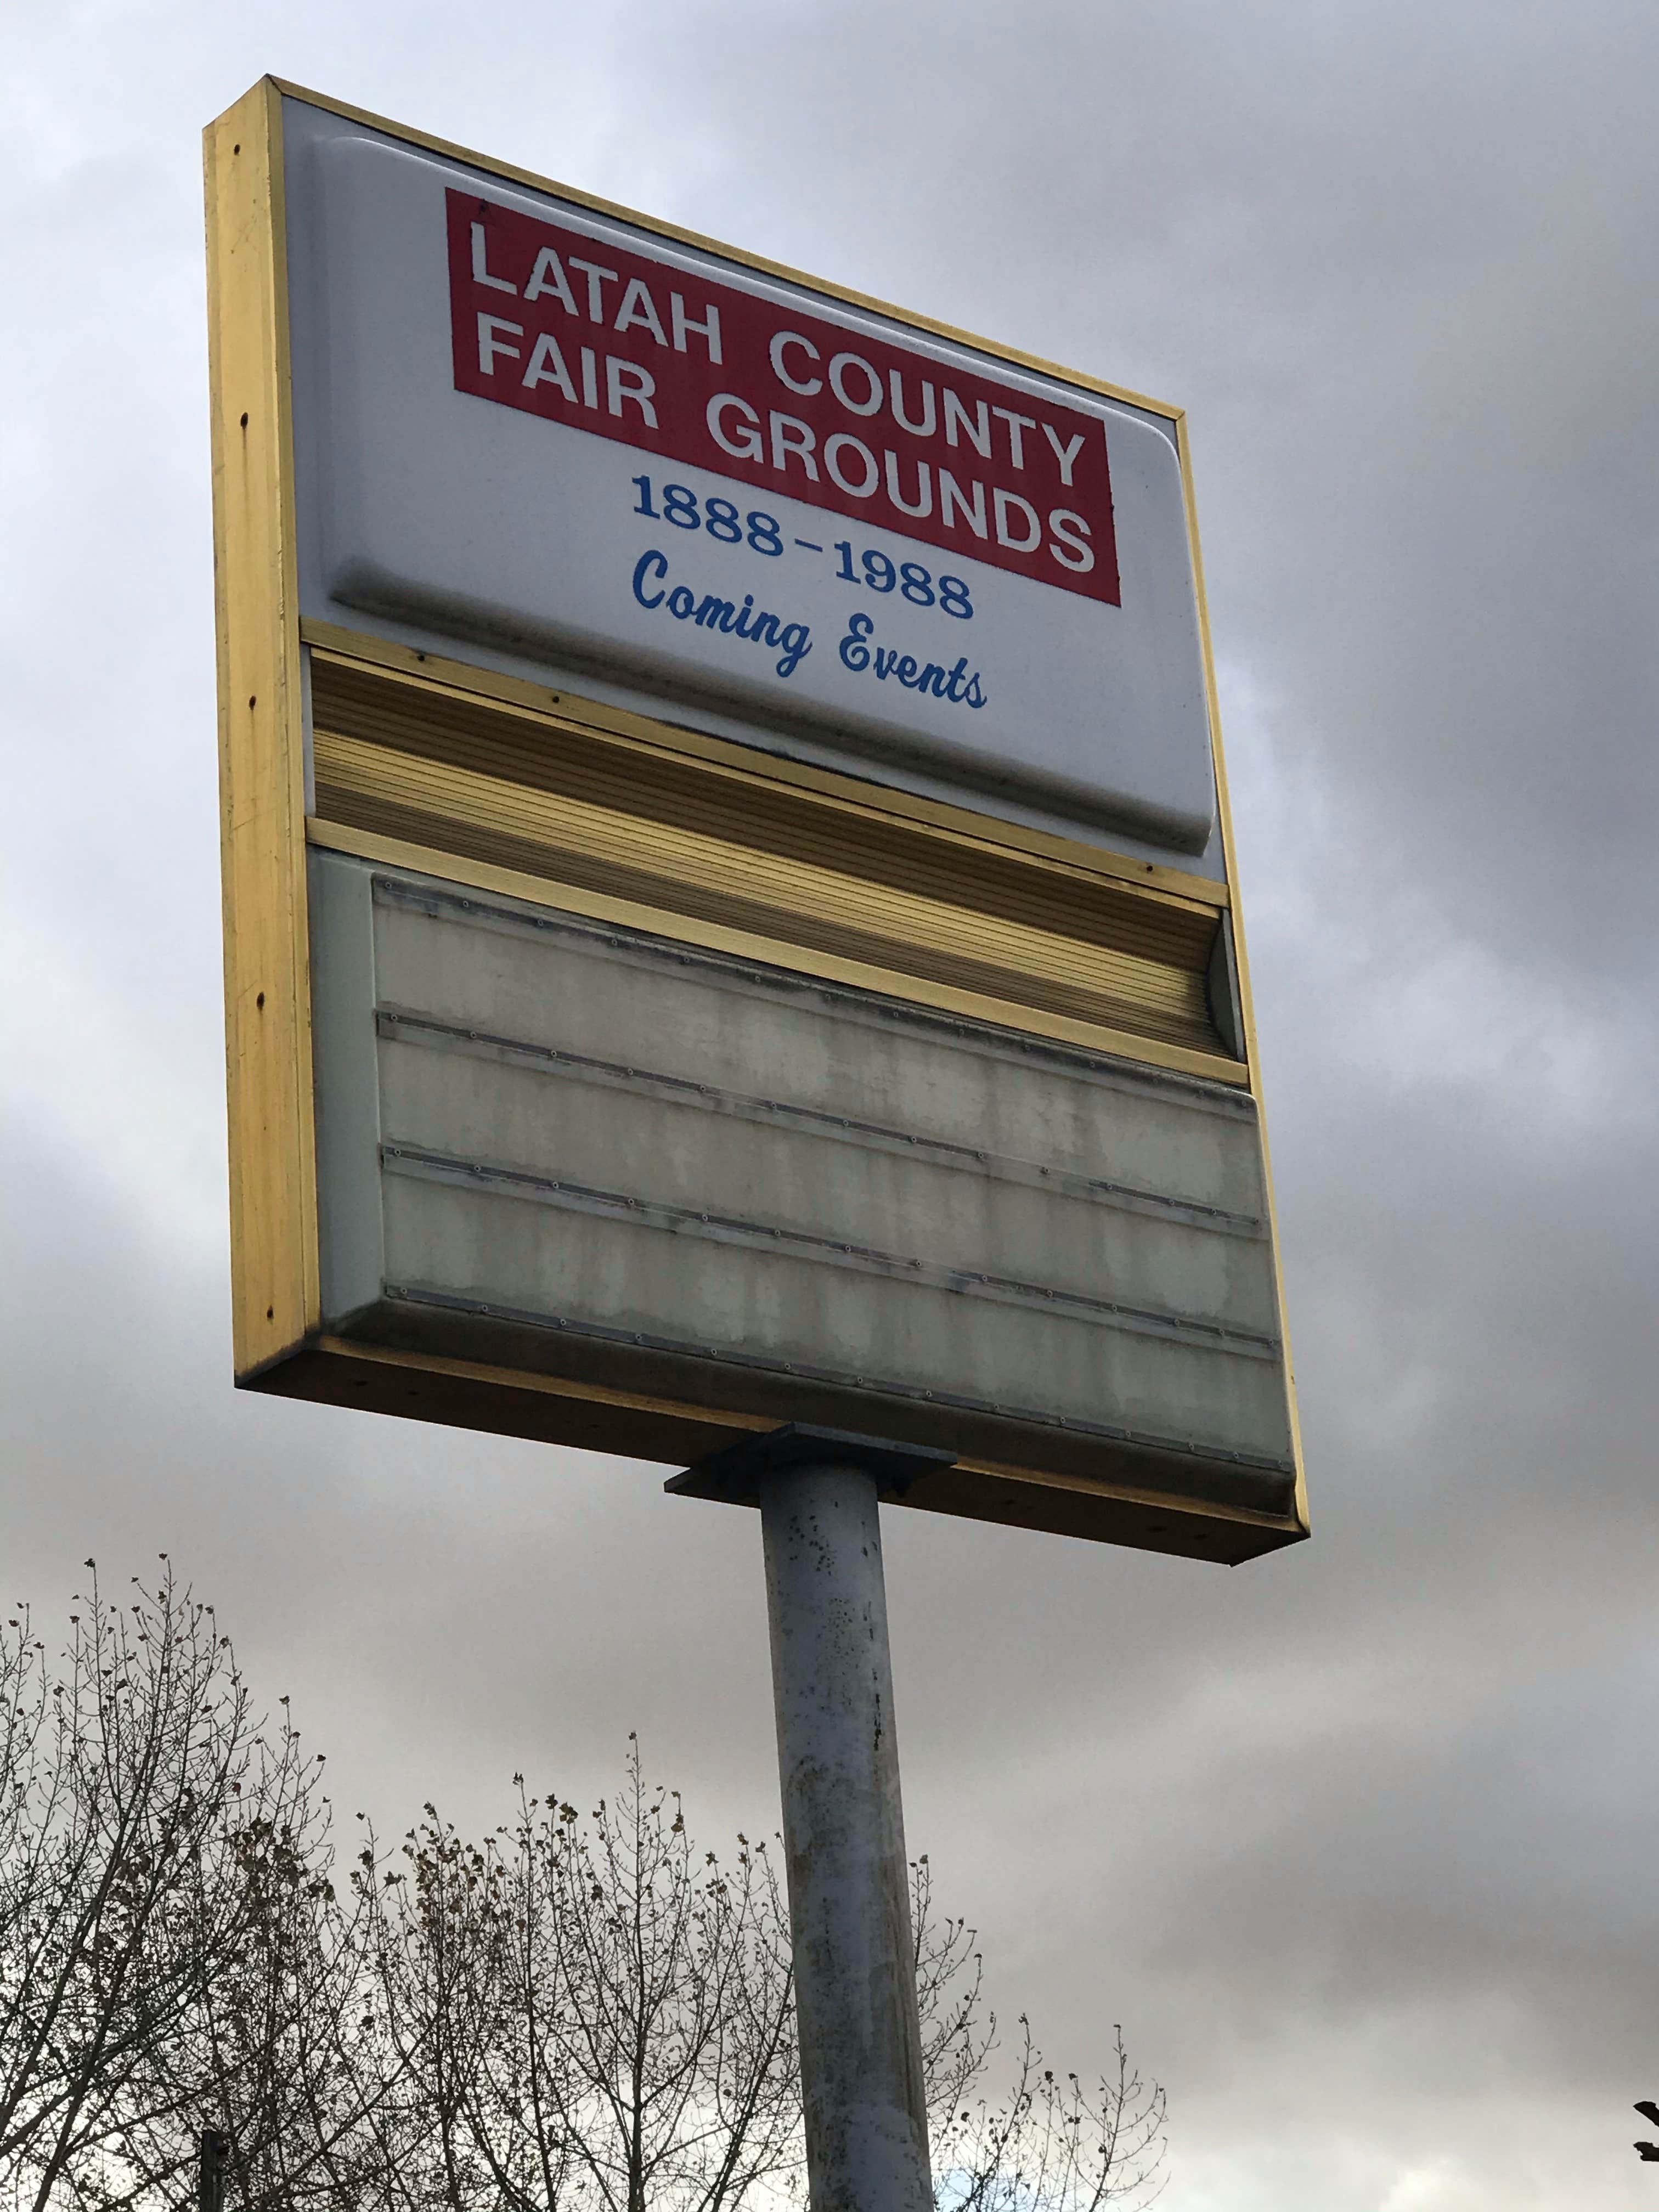 LATAH COUNTY
FAIR GROUNDS
1888-1988
Coming Events